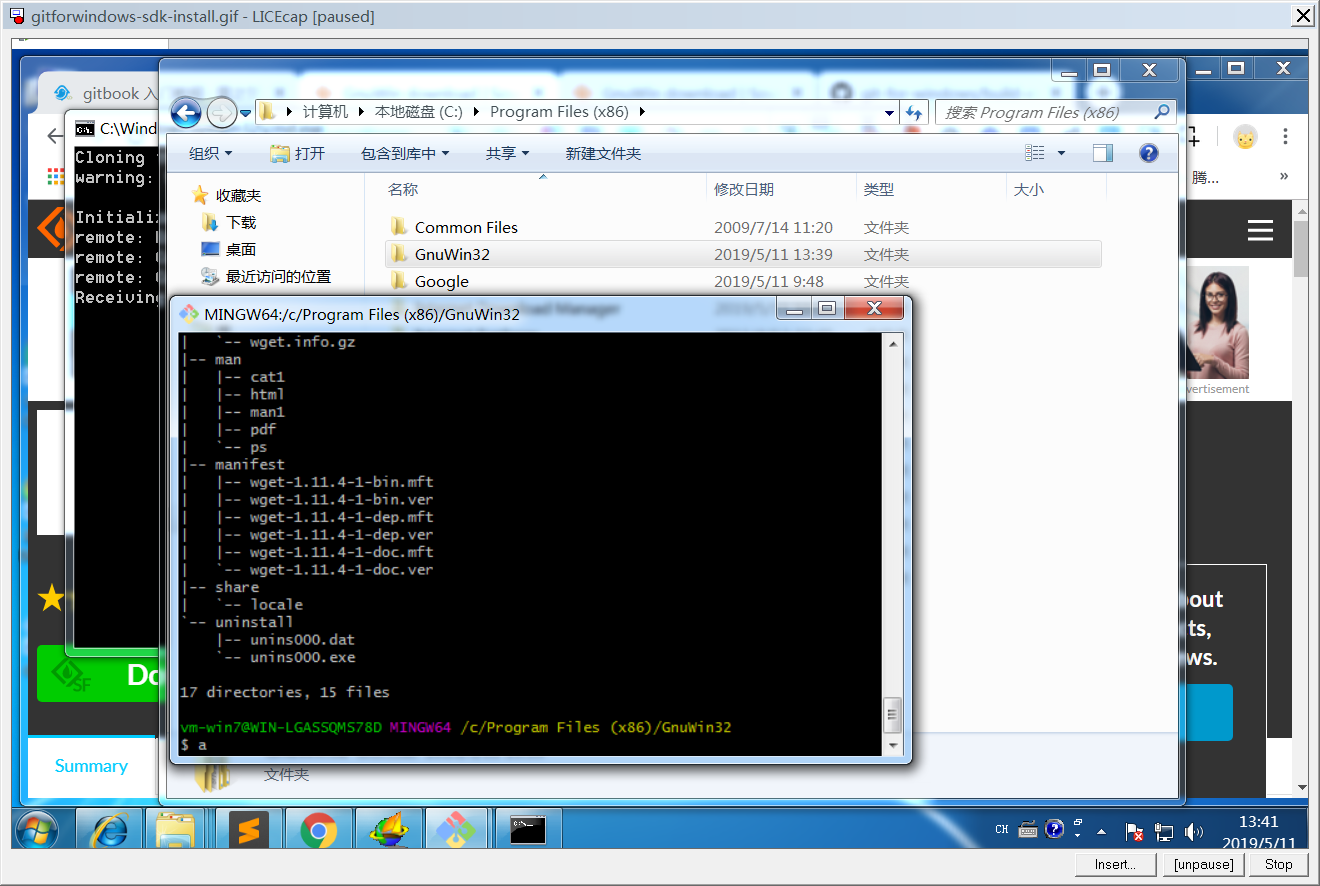 gitforwindows-sdk-install.gif - LICEcap [paused]
gitbook 入
C:\Wind
计算机 本地磁盘 (C:) Program Files (x86)
搜索 Program Files (x86)
组织 打开 包含到库中 共享 新建文件夹
Cloning
warning:
Initializ
remote:
remote:
remote:
Receiving
收藏夹
下载
桌面
最近访问的位置
名称 修改日期 类型 大小
Common Files 2009/7/14 11:20 文件夹
GnuWin32 2019/5/11 13:39 文件夹
Google 2019/5/11 9:48 文件夹
腾...
MINGW64:/c/Program Files (x86)/GnuWin32
| `-- wget.info.gz
|-- man
| |-- cat1
| |-- html
| |-- man1
| |-- pdf
| `-- ps
|-- manifest
| |-- wget-1.11.4-1-bin.mft
| |-- wget-1.11.4-1-bin.ver
| |-- wget-1.11.4-1-dep.mft
| |-- wget-1.11.4-1-dep.ver
| |-- wget-1.11.4-1-doc.mft
| `-- wget-1.11.4-1-doc.ver
|-- share
| `-- locale
`-- uninstall
|-- unins000.dat
`-- unins000.exe
17 directories, 15 files
vm-win7@WIN-LGASSQMS78D MINGW64 /c/Program Files (x86)/GnuWin32
$ a
文件夹
vertisement
bout
ts,
ws.
SF
Do
Summary
CH
13:41
2019/5/11
Insert... [unpause] Stop